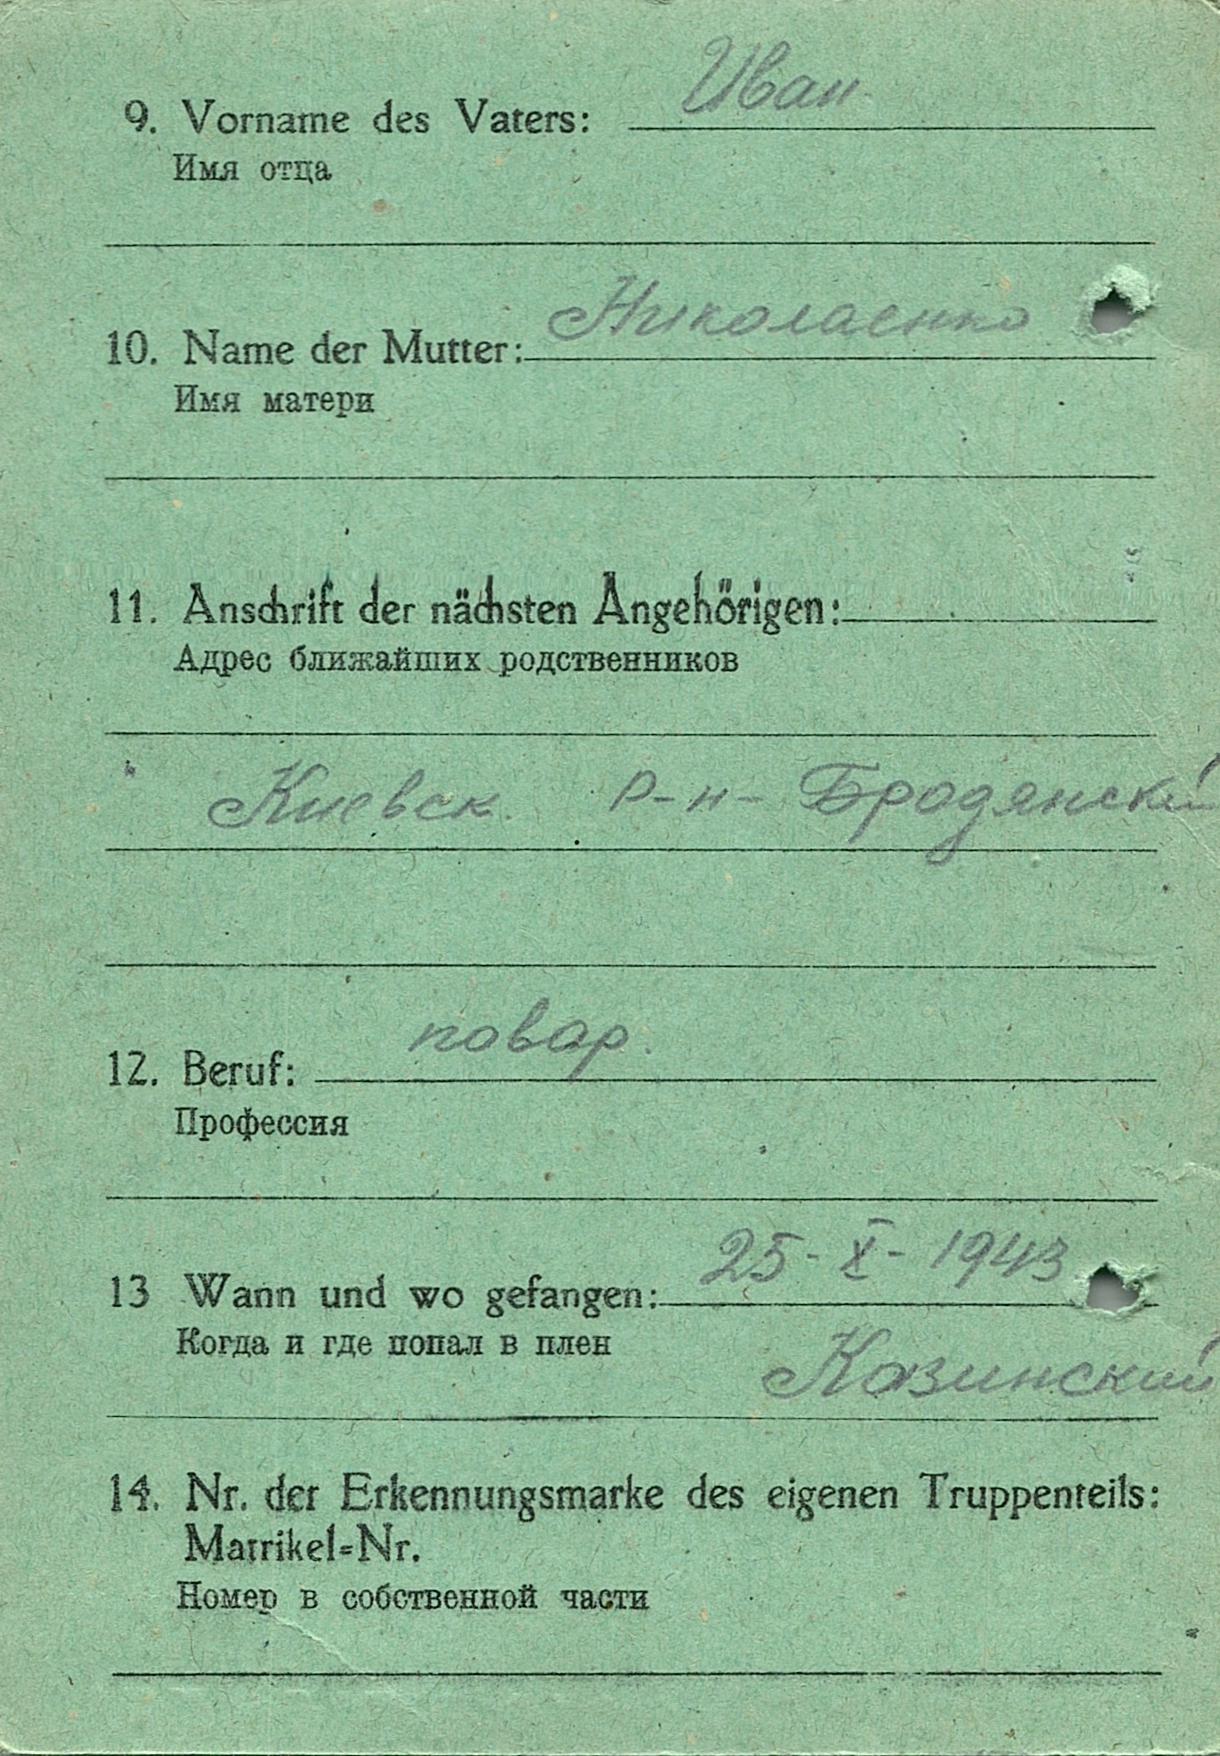 9. Vorname des Vaters: Иван
Имя отца
10. Name der Mutter: Николаенко
Имя матери
11. Anschrift der nächsten Angehörigen:
Адрес ближайших родственников
Киевск. р-н- Бродянский
12. Beruf: повар.
Профессия
13 Wann und wo gefangen: 25-X-1943
Когда и где попал в плен
Казинский
14. Nr. der Erkennungsmarke des eigenen Truppenteils:
Matrikel=Nr.
Номер в собственной части